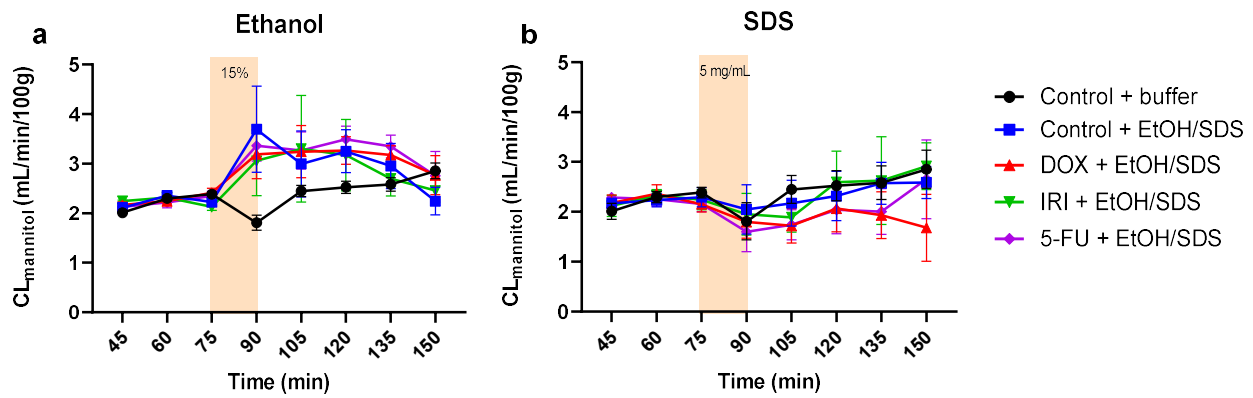 Ethanol
SDS
a
b
CLmannitol (mL/min/100g)
5
4
3
2
1
0
15%
45
60
75
90
105
120
135
150
Time (min)
CLmannitol (mL/min/100g)
5
4
3
2
1
0
5 mg/mL
45
60
75
90
105
120
135
150
Time (min)
Control + buffer
Control + EtOH/SDS
DOX + EtOH/SDS
IRI + EtOH/SDS
5-FU + EtOH/SDS